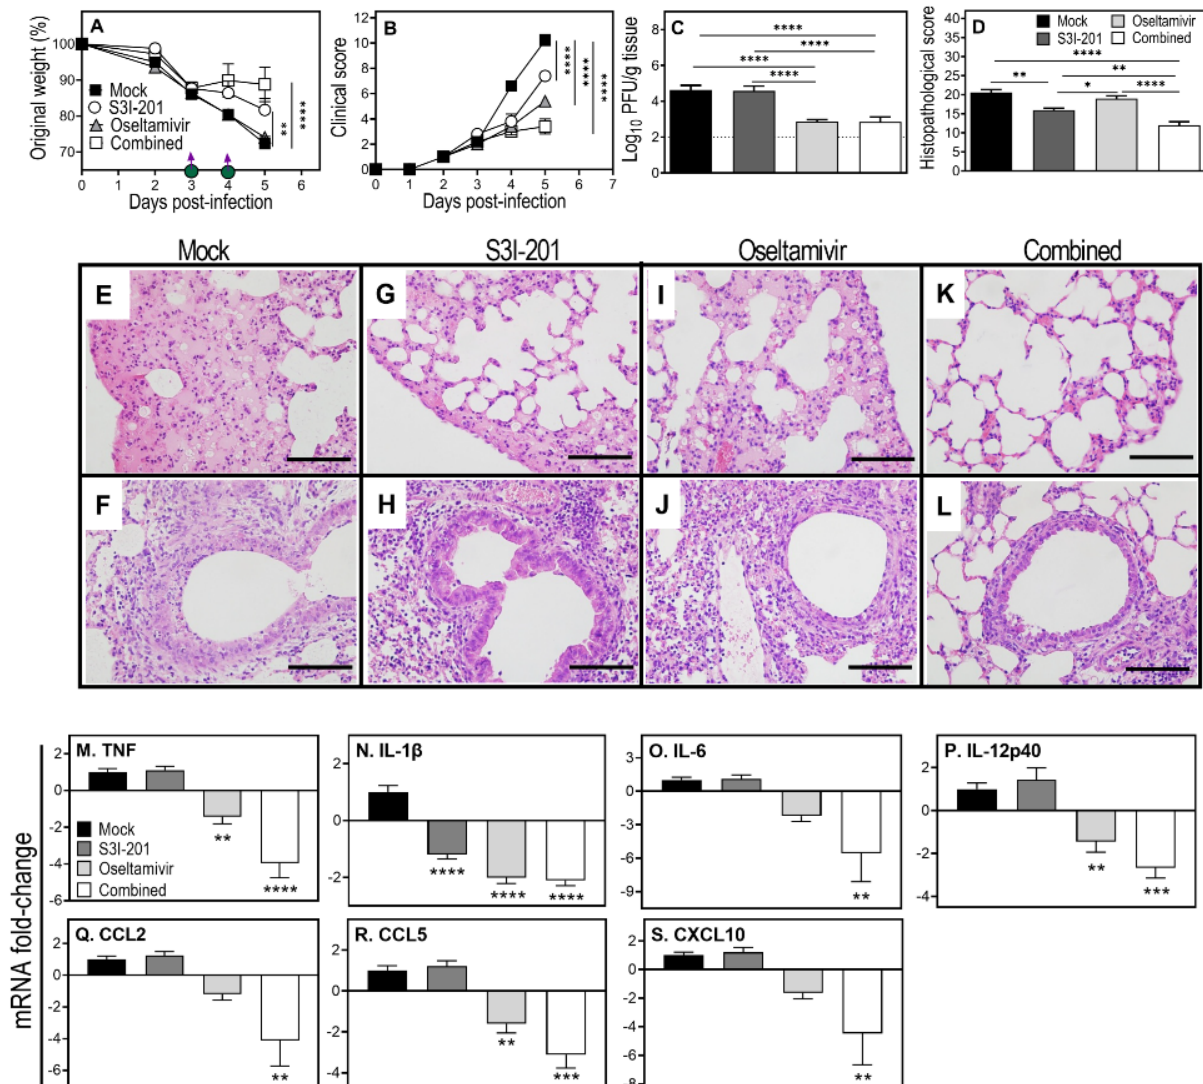 A
Original weight (%)
100
90
80
70
Mock
S3I-201
Oseltamivir
Combined
**
****
0 1 2 3 4 5 6
Days post-infection
B
Clinical score
12
10
8
6
4
2
0
****
****
****
0 1 2 3 4 5 6 7
Days post-infection
C
Log10 PFU/g tissue
8
6
4
2
0
****
****
****
****
D
Histopathological score
40
35
30
25
20
15
10
5
0
Mock Oseltamivir
S3I-201 Combined
****
** **
* ****
Mock S3I-201 Oseltamivir Combined
E G I K
F H J L
mRNA fold-change
M. TNF
2
0
-2
-4
-6
Mock
S3I-201
Oseltamivir
Combined
**
****
N. IL-1β
2
0
-2
**** **** ****
O. IL-6
3
0
-3
-6
-9
**
P. IL-12p40
2
0
-2
-4
**
***
Q. CCL2
2
0
-2
-4
-6
**
R. CCL5
2
0
-2
-4
**
***
S. CXCL10
2
0
-2
-4
-6
-8
**